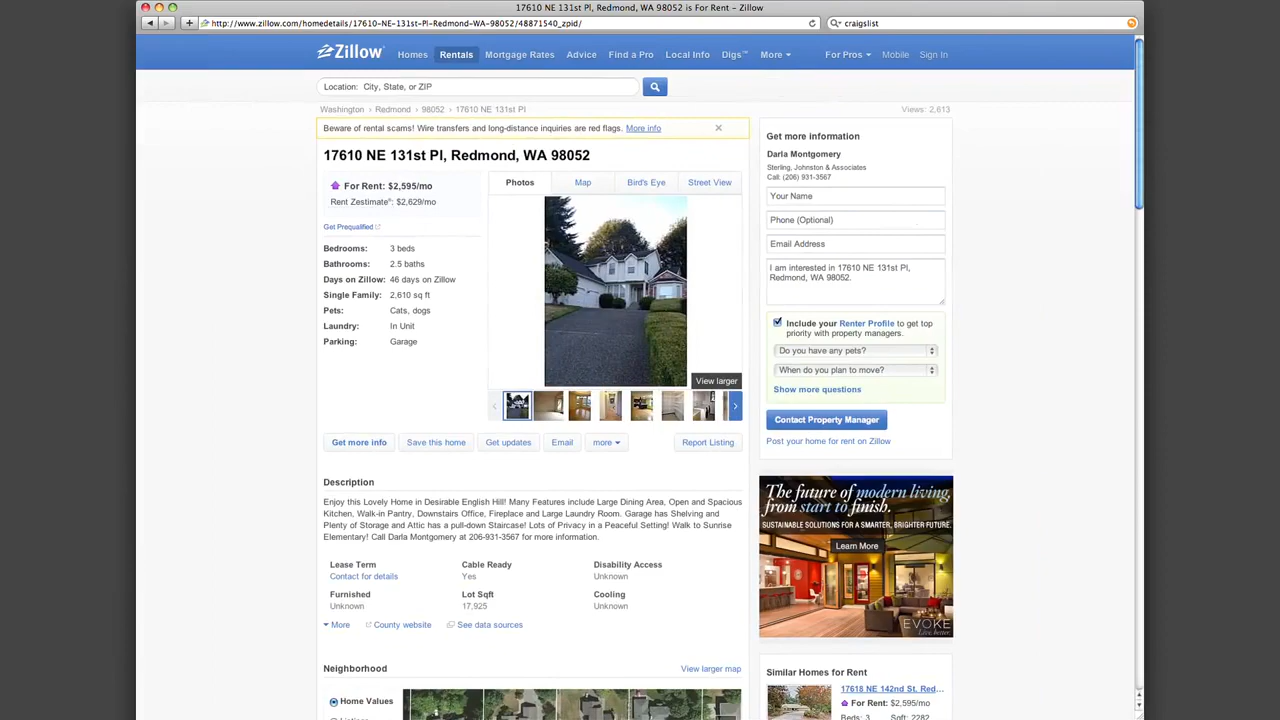 17610 NE 131st Pl, Redmond, WA 98052 is For Rent – Zillow
http://www.zillow.com/homedetails/17610-NE-131st-Pl-Redmond-WA-98052/48871540_zpid/
craigslist
Zillow
Homes
Rentals
Mortgage Rates
Advice
Find a Pro
Local Info
Digs™
More
For Pros
Mobile
Sign In
Location: City, State, or ZIP
Washington › Redmond › 98052 › 17610 NE 131st Pl
Views: 2,613
Beware of rental scams! Wire transfers and long-distance inquiries are red flags. More info
17610 NE 131st Pl, Redmond, WA 98052
For Rent: $2,595/mo
Rent Zestimate®: $2,629/mo
Get Prequalified
Bedrooms: 3 beds
Bathrooms: 2.5 baths
Days on Zillow: 46 days on Zillow
Single Family: 2,610 sq ft
Pets: Cats, dogs
Laundry: In Unit
Parking: Garage
Photos
Map
Bird's Eye
Street View
View larger
Get more info
Save this home
Get updates
Email
more
Report Listing
Description
Enjoy this Lovely Home in Desirable English Hill! Many Features include Large Dining Area, Open and Spacious
Kitchen, Walk-in Pantry, Downstairs Office, Fireplace and Large Laundry Room. Garage has Shelving and
Plenty of Storage and Attic has a pull-down Staircase! Lots of Privacy in a Peaceful Setting! Walk to Sunrise
Elementary! Call Darla Montgomery at 206-931-3567 for more information.
Lease Term
Contact for details
Cable Ready
Yes
Disability Access
Unknown
Furnished
Unknown
Lot Sqft
17,925
Cooling
Unknown
More
County website
See data sources
Neighborhood
View larger map
Home Values
Get more information
Darla Montgomery
Sterling, Johnston & Associates
Call: (206) 931-3567
Your Name
Phone (Optional)
Email Address
I am interested in 17610 NE 131st Pl,
Redmond, WA 98052.
Include your Renter Profile to get top
priority with property managers.
Do you have any pets?
When do you plan to move?
Show more questions
Contact Property Manager
Post your home for rent on Zillow
The future of modern living,
from start to finish.
SUSTAINABLE SOLUTIONS FOR A SMARTER, BRIGHTER FUTURE.
Learn More
EVOKE
Live. better.
Similar Homes for Rent
17618 NE 142nd St, Red...
For Rent: $2,595/mo
Beds: 3 Sqft: 2282